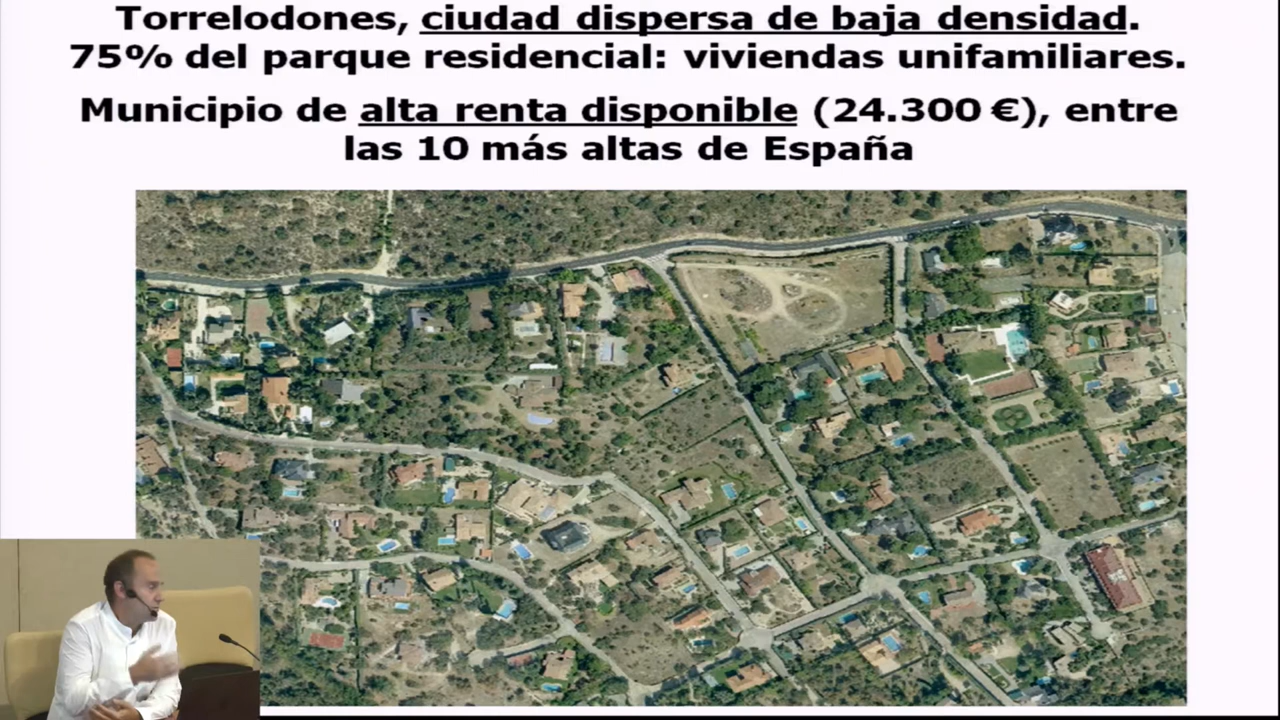 Torrelodones, ciudad dispersa de baja densidad.
75% del parque residencial: viviendas unifamiliares.
Municipio de alta renta disponible (24.300 €), entre
las 10 más altas de España